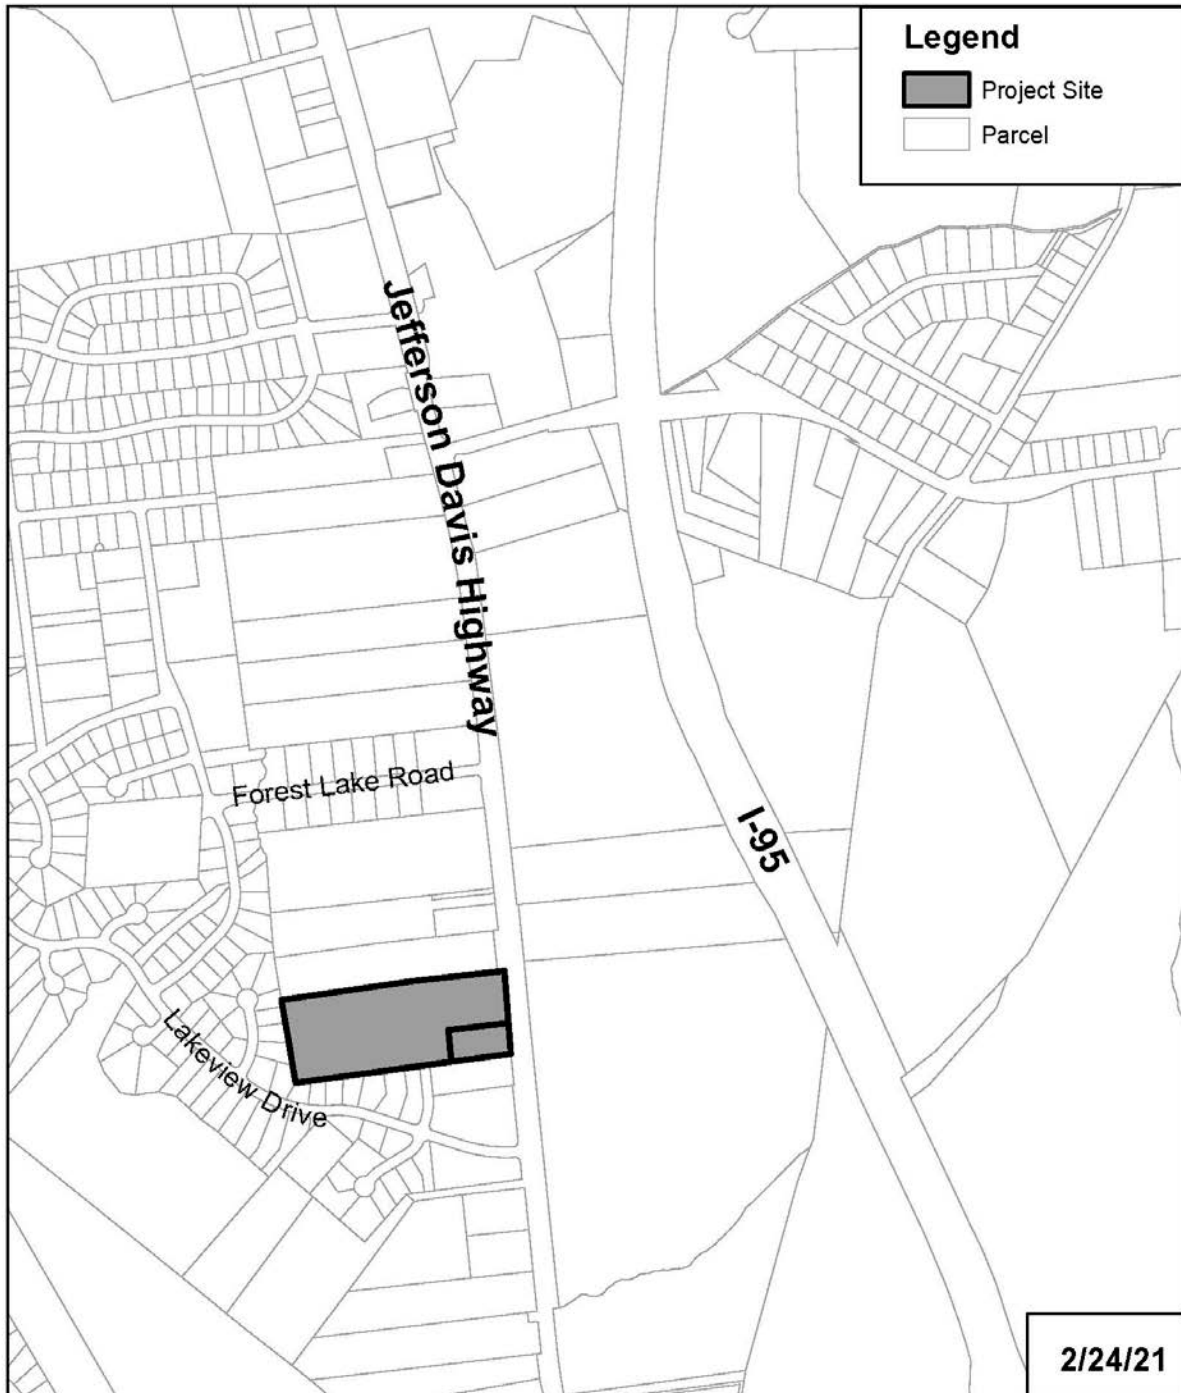 Legend
Project Site
Parcel
Jefferson Davis Highway
Forest Lake Road
I-95
Lakeview Drive
2/24/21